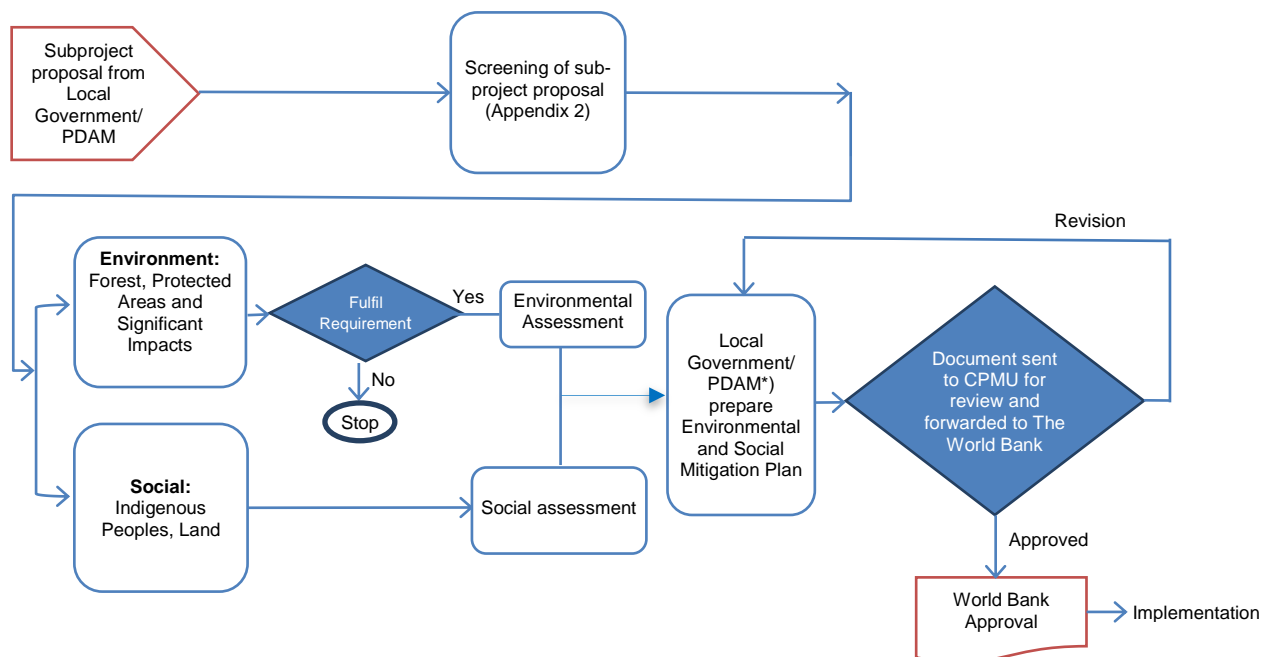 Subproject
proposal from
Local
Government/
PDAM
Screening of sub-
project proposal
(Appendix 2)
Revision
Environment:
Forest, Protected
Areas and
Significant
Impacts
Fulfil
Requirement
Yes
No
Stop
Environmental
Assessment
Social:
Indigenous
Peoples, Land
Social assessment
Local
Government/
PDAM*)
prepare
Environmental
and Social
Mitigation Plan
Document sent
to CPMU for
review and
forwarded to The
World Bank
Approved
World Bank
Approval
Implementation